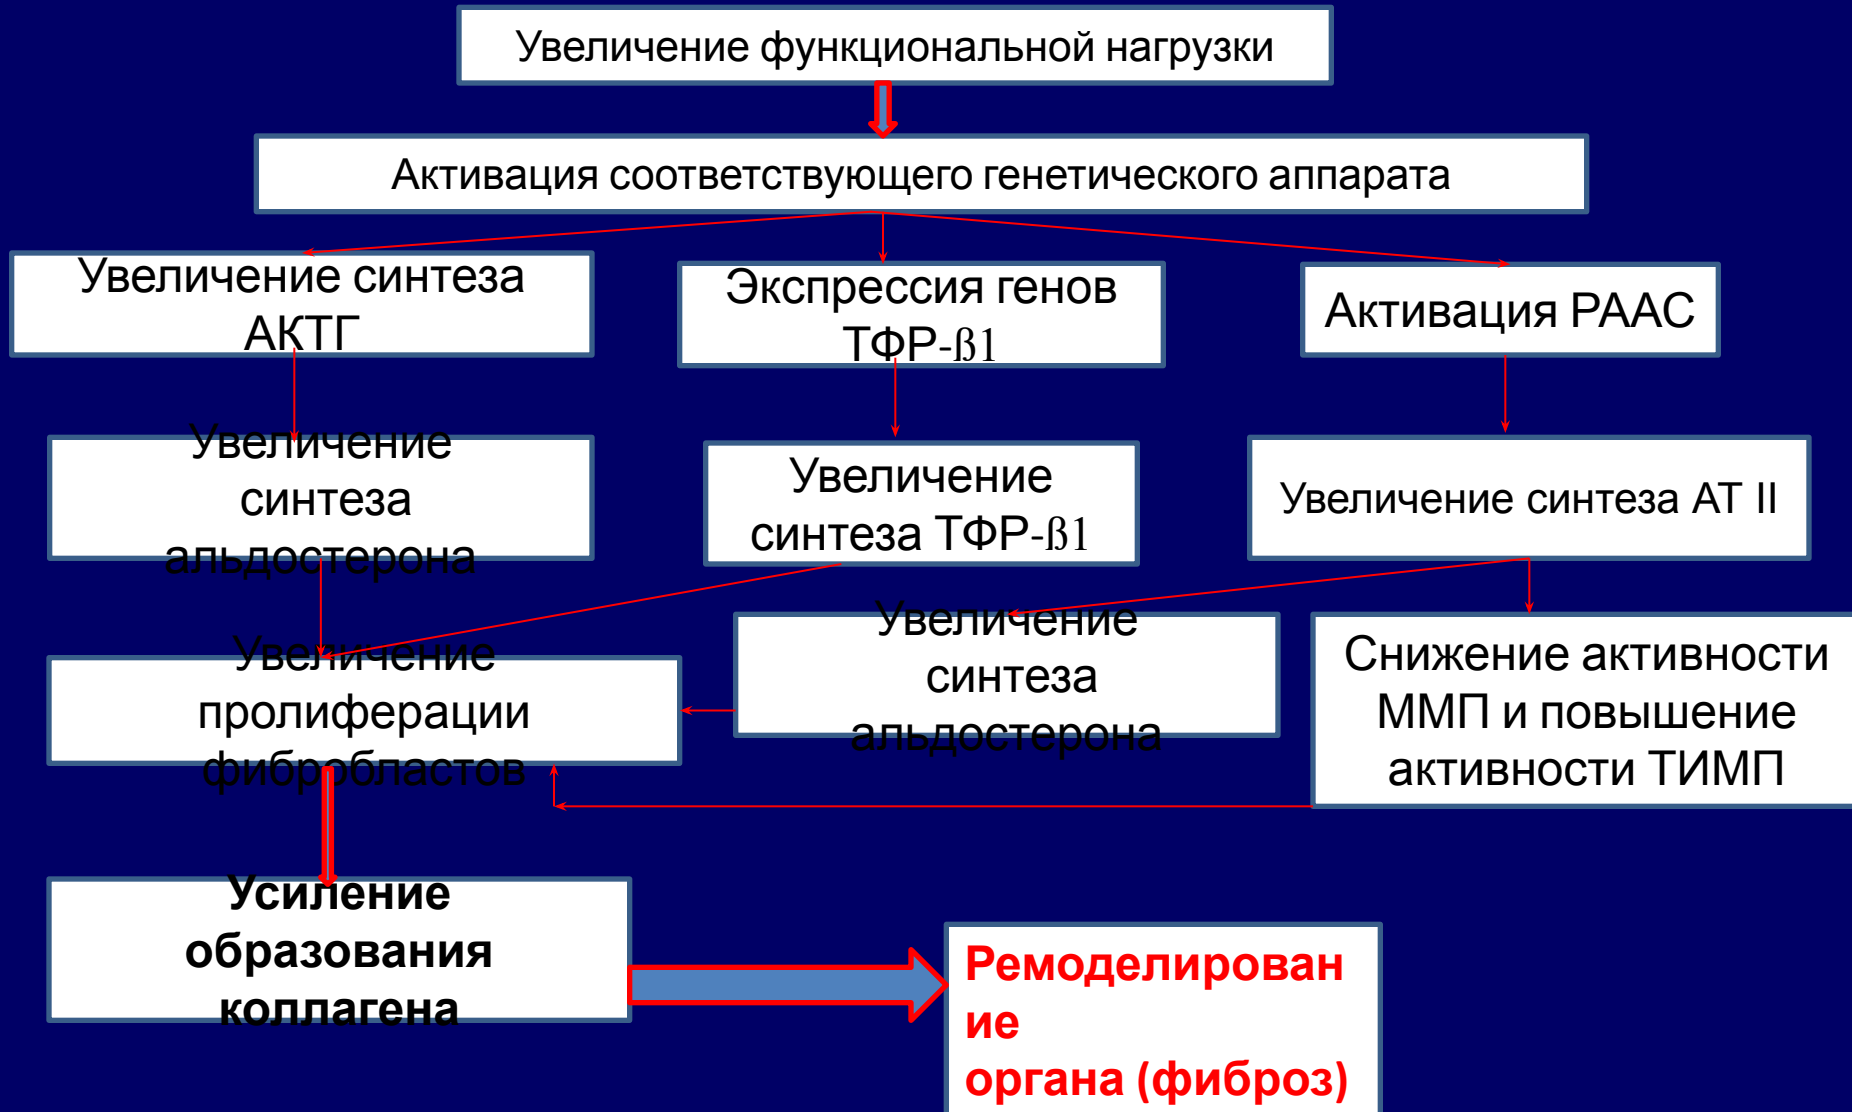 Увеличение функциональной нагрузки
Активация соответствующего генетического аппарата
Увеличение синтеза
АКТГ
Экспрессия генов
ТФР-ß1
Активация РААС
Увеличение
синтеза
альдостерона
Увеличение
синтеза ТФР-ß1
Увеличение синтеза АТ II
Увеличение
пролиферации
фибробластов
Увеличение
синтеза
альдостерона
Снижение активности
ММП и повышение
активности ТИМП
Усиление
образования
коллагена
Ремоделирован
ие
органа (фиброз)